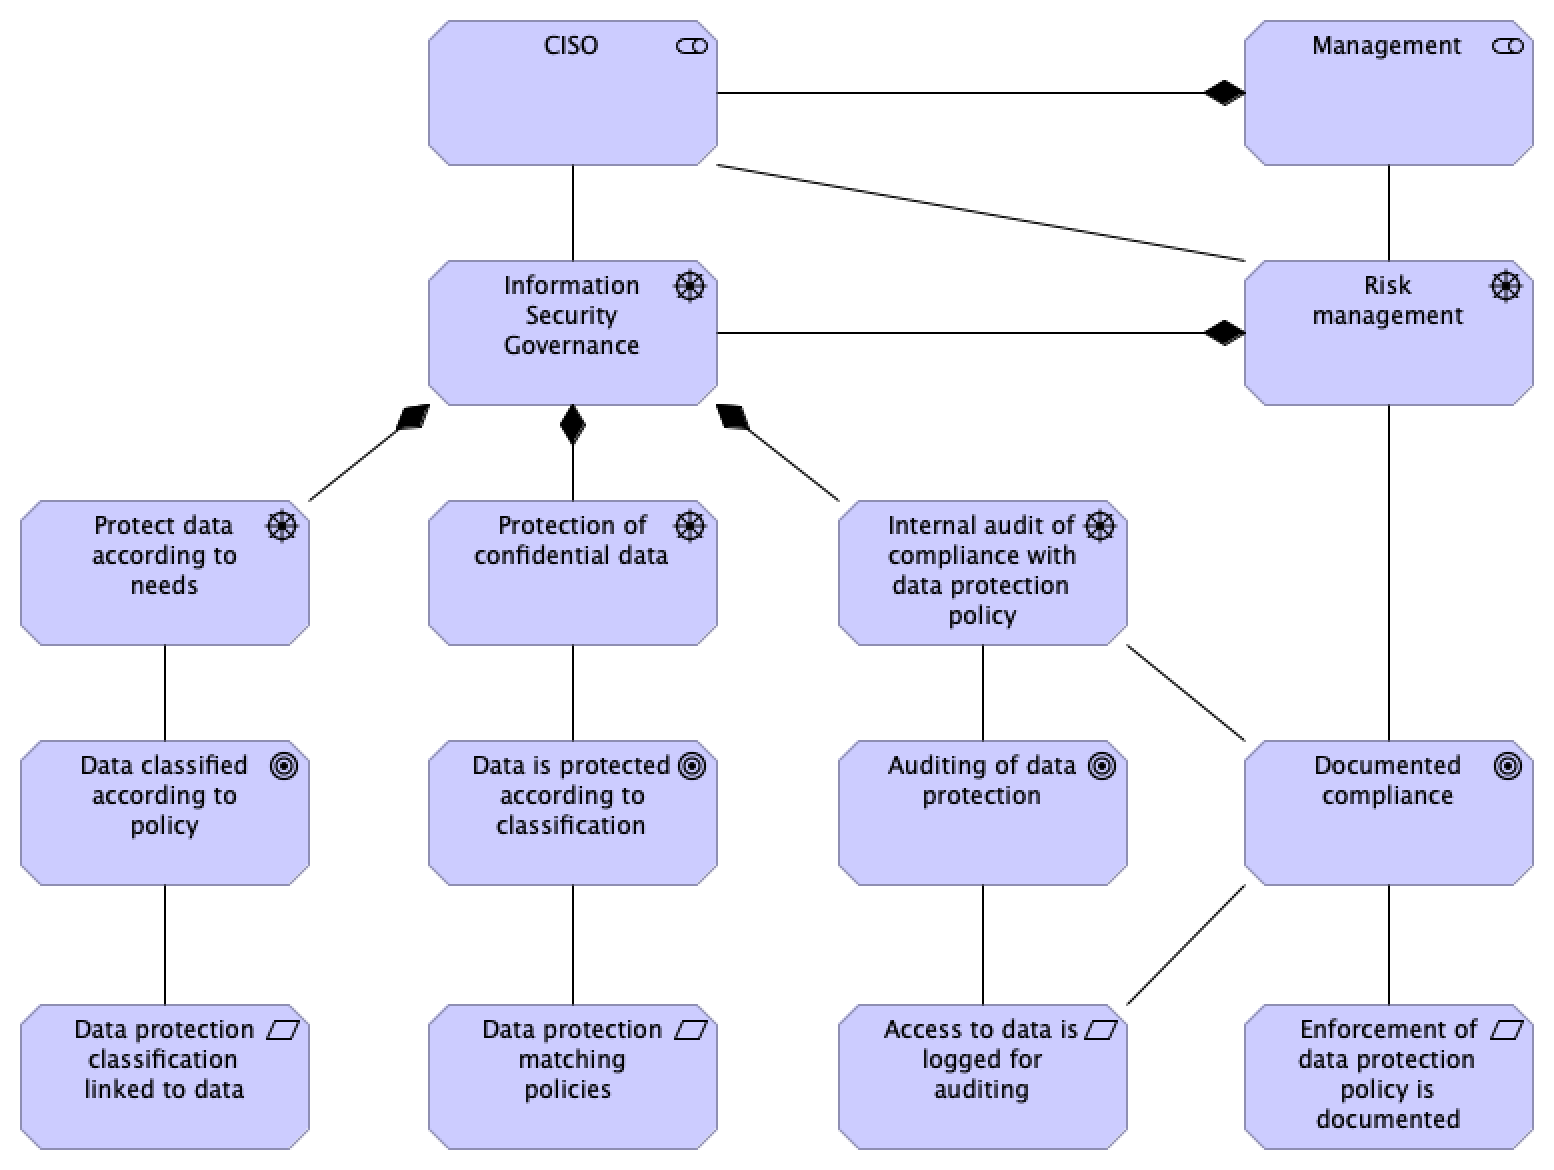 CISO
Management
Information
Security
Governance
Risk
management
Protect data
according to
needs
Protection of
confidential data
Internal audit of
compliance with
data protection
policy
Data classified
according to
policy
Data is protected
according to
classification
Auditing of data
protection
Documented
compliance
Data protection
classification
linked to data
Data protection
matching
policies
Access to data is
logged for
auditing
Enforcement of
data protection
policy is
documented